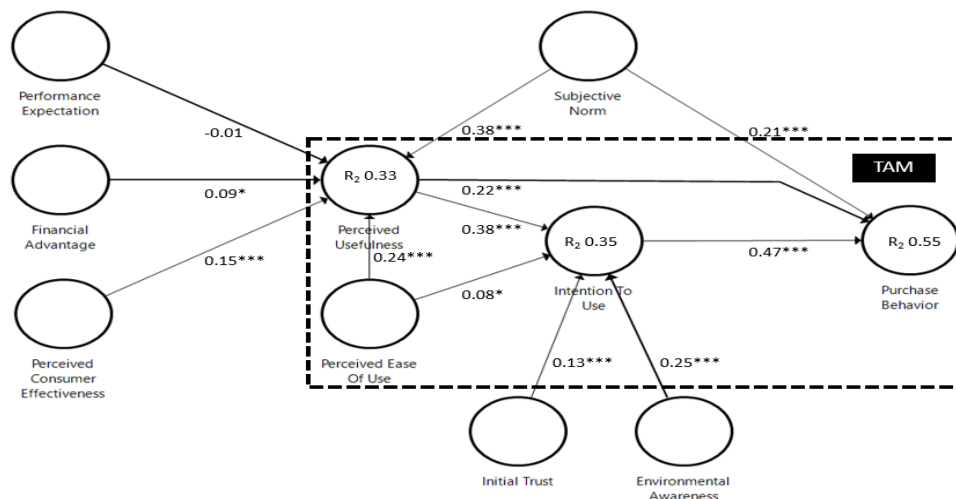 Performance
Expectation
Subjective
Norm
-0.01
0.38***
0.21***
TAM
R₂ 0.33
0.09*
0.22***
Financial
Advantage
Perceived
Usefulness
0.38***
R₂ 0.35
0.47***
R₂ 0.55
0.15***
0.24***
0.08*
Intention To
Use
Purchase
Behavior
Perceived
Consumer
Effectiveness
Perceived Ease
Of Use
0.13***
0.25***
Initial Trust
Environmental
Awareness